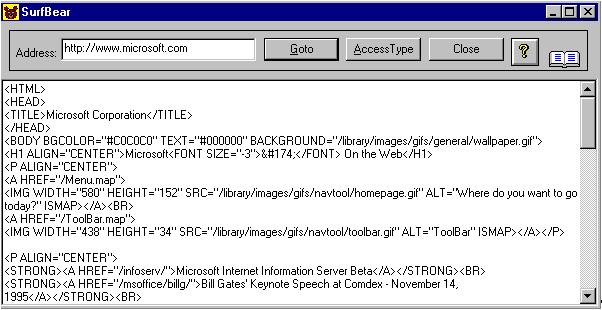 SurfBear
Address: http://www.microsoft.com Goto AccessType Close ?
<HTML>
<HEAD>
<TITLE>Microsoft Corporation</TITLE>
</HEAD>
<BODY BGCOLOR="#C0C0C0" TEXT="#000000" BACKGROUND="/library/images/gifs/general/wallpaper.gif">
<H1 ALIGN="CENTER">Microsoft<FONT SIZE="-3">&#174;</FONT> On the Web</H1>
<P ALIGN="CENTER">
<A HREF="/Menu.map">
<IMG WIDTH="580" HEIGHT="152" SRC="/library/images/gifs/navtool/homepage.gif" ALT="Where do you want to go
today?" ISMAP></A><BR>
<A HREF="/ToolBar.map">
<IMG WIDTH="438" HEIGHT="34" SRC="/library/images/gifs/navtool/toolbar.gif" ALT="ToolBar" ISMAP></A></P>
<P ALIGN="CENTER">
<STRONG><A HREF="/infoserv/">Microsoft Internet Information Server Beta</A></STRONG><BR>
<STRONG><A HREF="/msoffice/billg/">Bill Gates' Keynote Speech at Comdex - November 14,
1995</A></STRONG><BR>